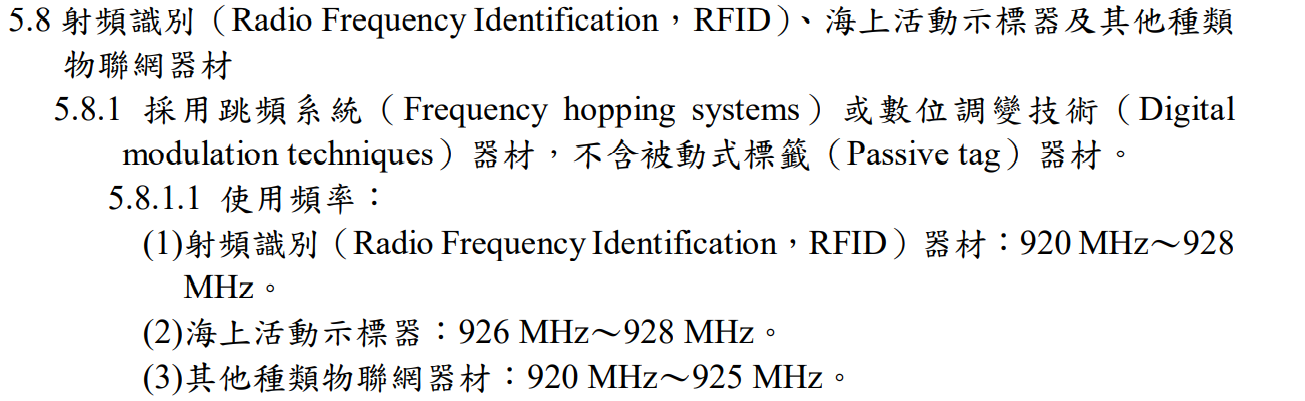 5.8 射頻識別（Radio Frequency Identification，RFID）、海上活動示標器及其他種類
物聯網器材
5.8.1 採用跳頻系統（Frequency hopping systems）或數位調變技術（Digital
modulation techniques）器材，不含被動式標籤（Passive tag）器材。
5.8.1.1 使用頻率：
(1)射頻識別（Radio Frequency Identification，RFID）器材：920 MHz～928
MHz。
(2)海上活動示標器：926 MHz～928 MHz。
(3)其他種類物聯網器材：920 MHz～925 MHz。